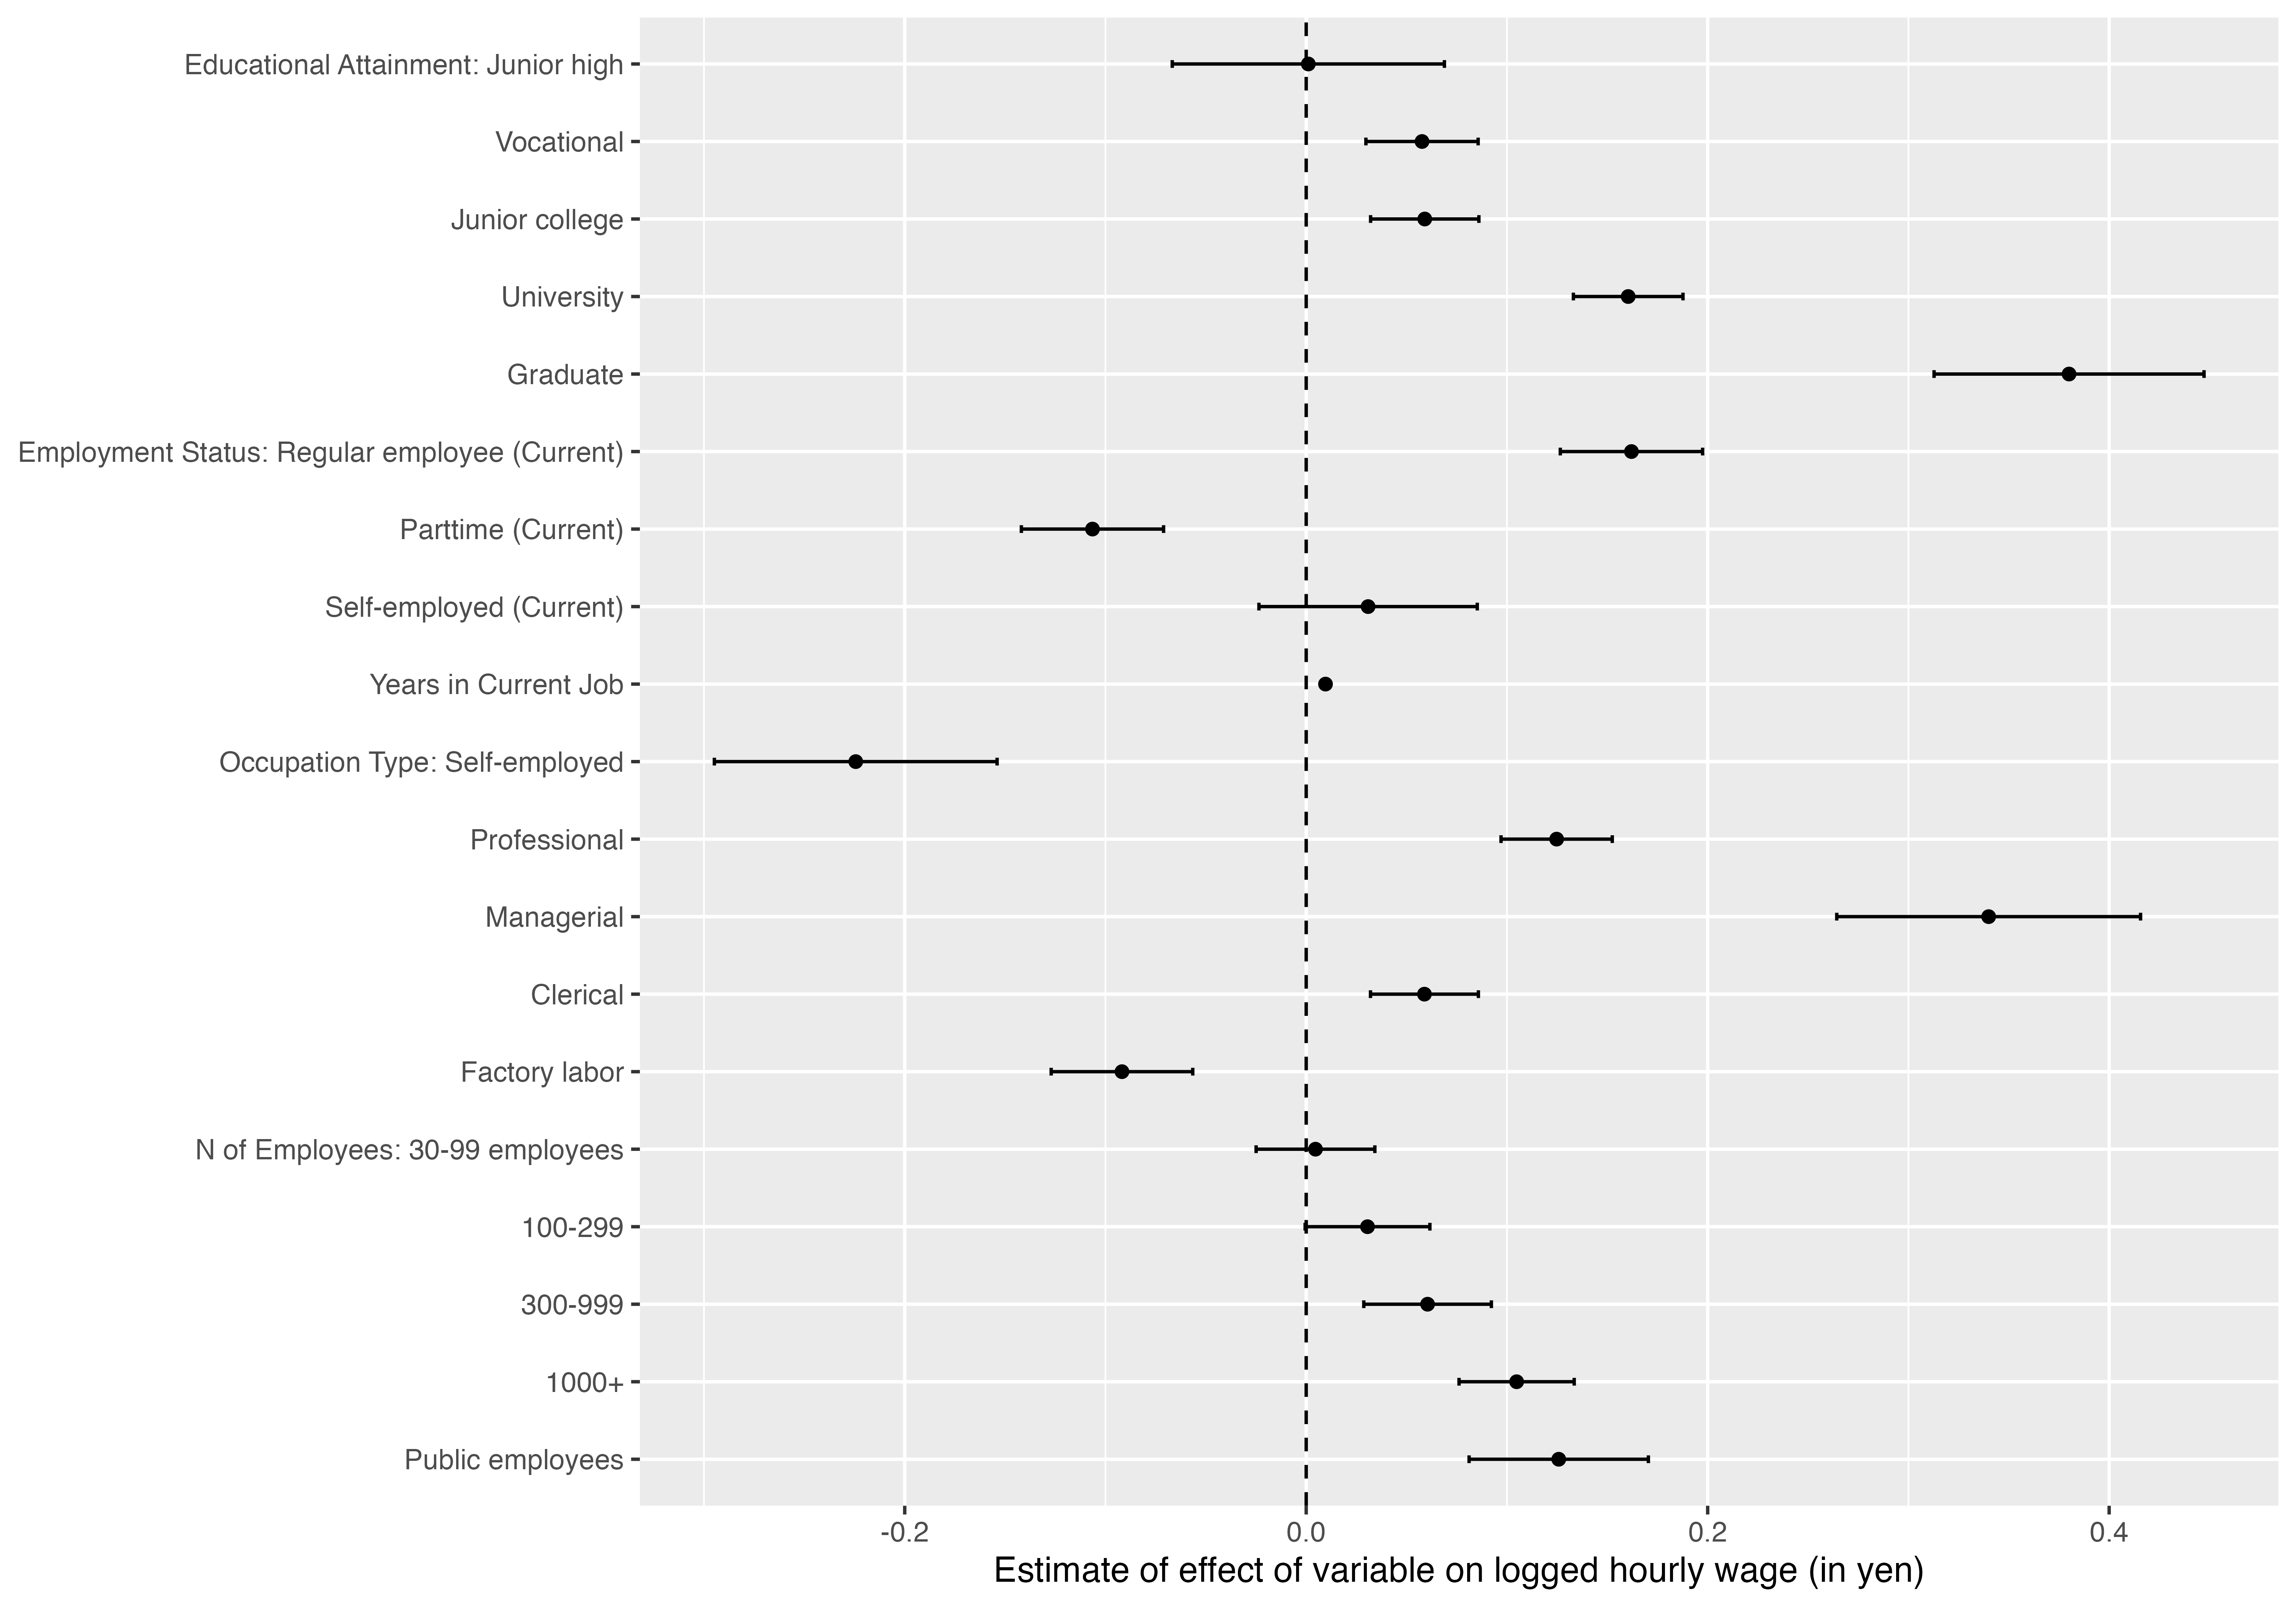 Educational Attainment: Junior high
Vocational
Junior college
University
Graduate
Employment Status: Regular employee (Current)
Parttime (Current)
Self-employed (Current)
Years in Current Job
Occupation Type: Self-employed
Professional
Managerial
Clerical
Factory labor
N of Employees: 30-99 employees
100-299
300-999
1000+
Public employees
-0.2 0.0 0.2 0.4
Estimate of effect of variable on logged hourly wage (in yen)